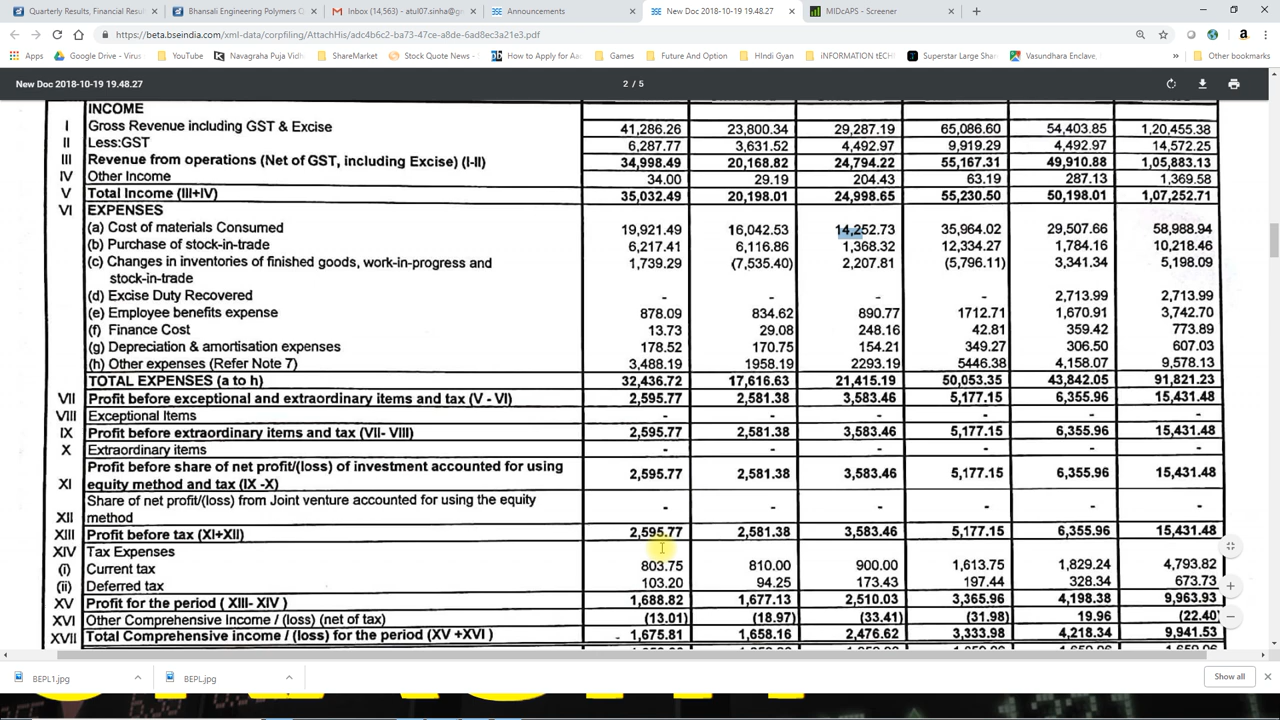 Quarterly Results, Financial Resu
Bhansali Engineering Polymers Q
Inbox (14,563) - atul07.sinha@g
Announcements
New Doc 2018-10-19 19.48.27
MIDcAPS - Screener
https://beta.bseindia.com/xml-data/corpfiling/AttachHis/adc4b6c2-ba73-47ce-a8de-6ad8ec3a21e3.pdf
Apps Google Drive - Vid YouTube Navagraha Puja Vidh ShareMarket Stock Quote News - How to Apply for Aad Games Future And Option HIndi Gyan iNFORMATION tECH Superstar Large Shar Vasundhara Enclave, » Other bookmarks
New Doc 2018-10-19 19.48.27 2 / 5
INCOME
I Gross Revenue including GST & Excise 41,286.26 23,800.34 29,287.19 65,086.60 54,403.85 1,20,455.38
II Less:GST 6,287.77 3,631.52 4,492.97 9,919.29 4,492.97 14,572.25
III Revenue from operations (Net of GST, including Excise) (I-II) 34,998.49 20,168.82 24,794.22 55,167.31 49,910.88 1,05,883.13
IV Other Income 34.00 29.19 204.43 63.19 287.13 1,369.58
V Total Income (III+IV) 35,032.49 20,198.01 24,998.65 55,230.50 50,198.01 1,07,252.71
VI EXPENSES
(a) Cost of materials Consumed 19,921.49 16,042.53 14,252.73 35,964.02 29,507.66 58,988.94
(b) Purchase of stock-in-trade 6,217.41 6,116.86 1,368.32 12,334.27 1,784.16 10,218.46
(c) Changes in inventories of finished goods, work-in-progress and 1,739.29 (7,535.40) 2,207.81 (5,796.11) 3,341.34 5,198.09
stock-in-trade
(d) Excise Duty Recovered - - - - 2,713.99 2,713.99
(e) Employee benefits expense 878.09 834.62 890.77 1712.71 1,670.91 3,742.70
(f) Finance Cost 13.73 29.08 248.16 42.81 359.42 773.89
(g) Depreciation & amortisation expenses 178.52 170.75 154.21 349.27 306.50 607.03
(h) Other expenses (Refer Note 7) 3,488.19 1958.19 2293.19 5446.38 4,158.07 9,578.13
TOTAL EXPENSES (a to h) 32,436.72 17,616.63 21,415.19 50,053.35 43,842.05 91,821.23
VII Profit before exceptional and extraordinary items and tax (V - VI) 2,595.77 2,581.38 3,583.46 5,177.15 6,355.96 15,431.48
VIII Exceptional Items - - - - - -
IX Profit before extraordinary items and tax (VII- VIII) 2,595.77 2,581.38 3,583.46 5,177.15 6,355.96 15,431.48
X Extraordinary items - - - - - -
Profit before share of net profit/(loss) of investment accounted for using
XI equity method and tax (IX -X) 2,595.77 2,581.38 3,583.46 5,177.15 6,355.96 15,431.48
Share of net profit/(loss) from Joint venture accounted for using the equity
XII method - - - - - -
XIII Profit before tax (XI+XII) 2,595.77 2,581.38 3,583.46 5,177.15 6,355.96 15,431.48
XIV Tax Expenses
(i) Current tax 803.75 810.00 900.00 1,613.75 1,829.24 4,793.82
(ii) Deferred tax 103.20 94.25 173.43 197.44 328.34 673.73
XV Profit for the period ( XIII- XIV ) 1,688.82 1,677.13 2,510.03 3,365.96 4,198.38 9,963.93
XVI Other Comprehensive Income / (loss) (net of tax) (13.01) (18.97) (33.41) (31.98) 19.96 (22.40)
XVII Total Comprehensive income / (loss) for the period (XV +XVI ) 1,675.81 1,658.16 2,476.62 3,333.98 4,218.34 9,941.53
BEPL1.jpg BEPL.jpg Show all